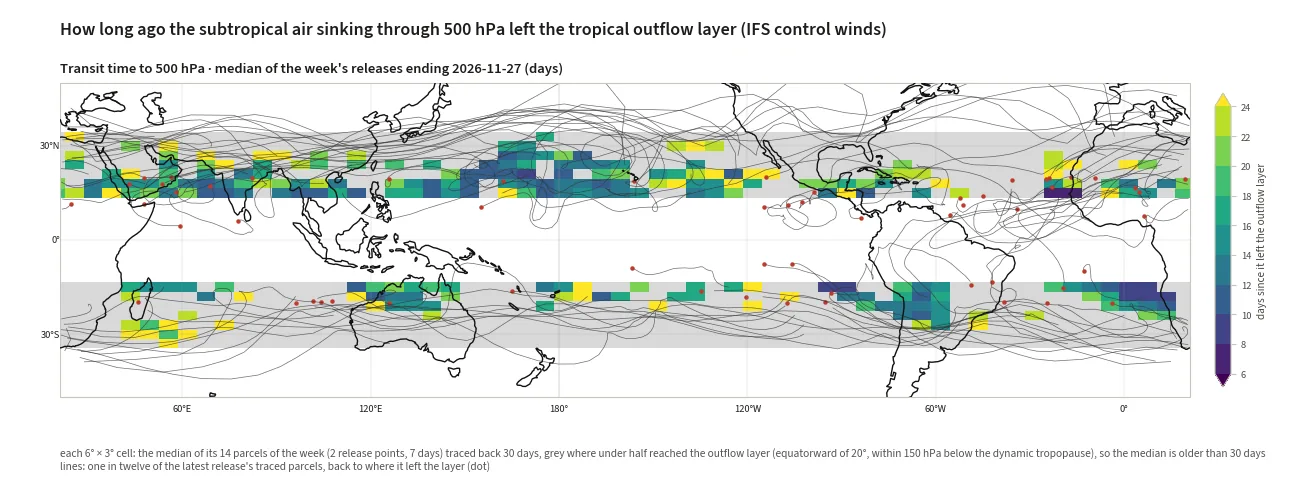 How long ago the subtropical air sinking through 500 hPa left the tropical outflow layer (IFS control winds)
Transit time to 500 hPa · median of the week's releases ending 2026-11-27 (days)
30°N
0°
30°S
60°E
120°E
180°
120°W
60°W
0°
24
22
20
18
16
14
12
10
8
6
days since it left the outflow layer
each 6° × 3° cell: the median of its 14 parcels of the week (2 release points, 7 days) traced back 30 days, grey where under half reached the outflow layer (equatorward of 20°, within 150 hPa below the dynamic tropopause), so the median is older than 30 days
lines: one in twelve of the latest release's traced parcels, back to where it left the layer (dot)